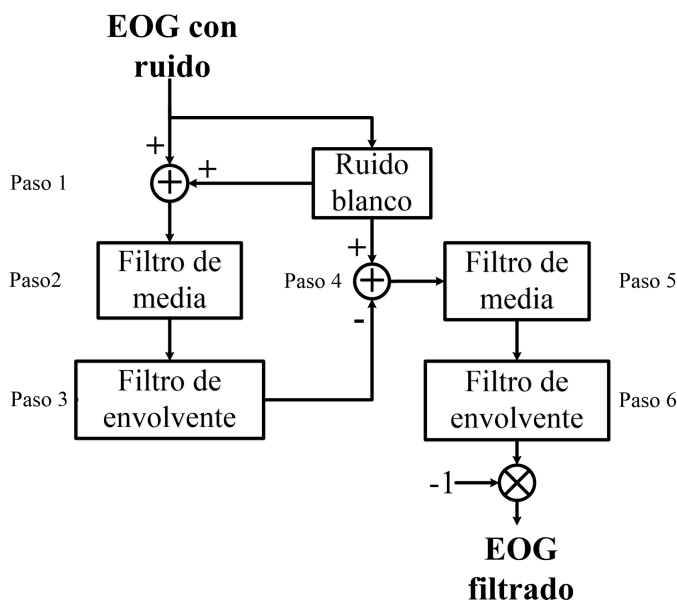 EOG con
ruido
+
Paso 1
+
Ruido
blanco
Paso2
Filtro de
media
Paso 4
+
-
Filtro de
media
Paso 5
Paso 3
Filtro de
envolvente
Filtro de
envolvente
Paso 6
-1
EOG
filtrado